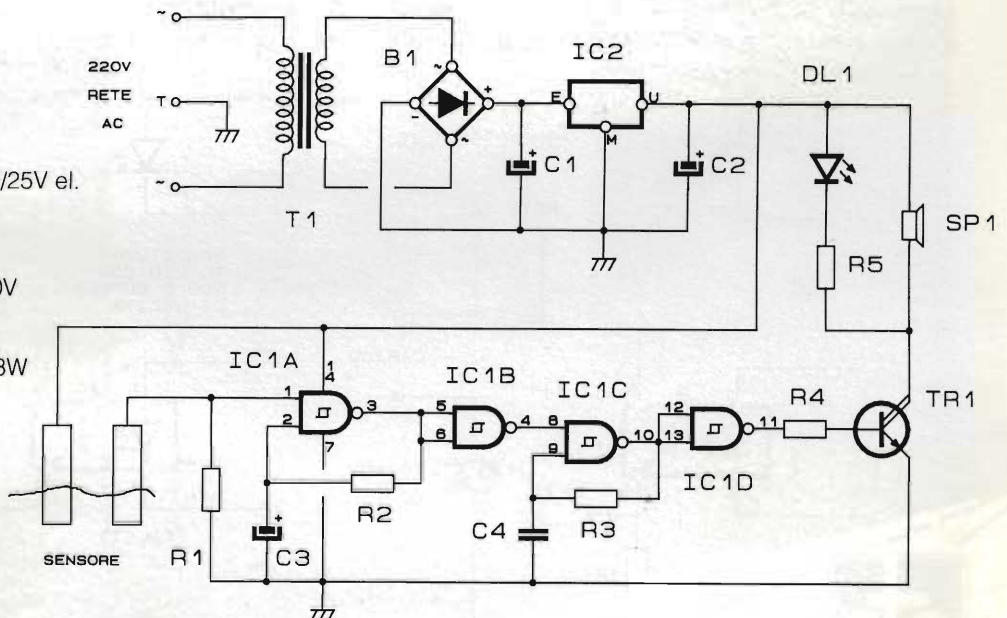 ~
220V
RETE
AC
T
~
T1
B1
~
-
+
~
+
C1
IC2
E
U
M
+
C2
DL1
R5
SP1
/25V el.
0V
3W
SENSORE
R1
IC1A
1
4
1
2
3
7
+
C3
R2
IC1B
5
6
4
IC1C
8
9
10
C4
R3
12
13
11
IC1D
R4
TR1